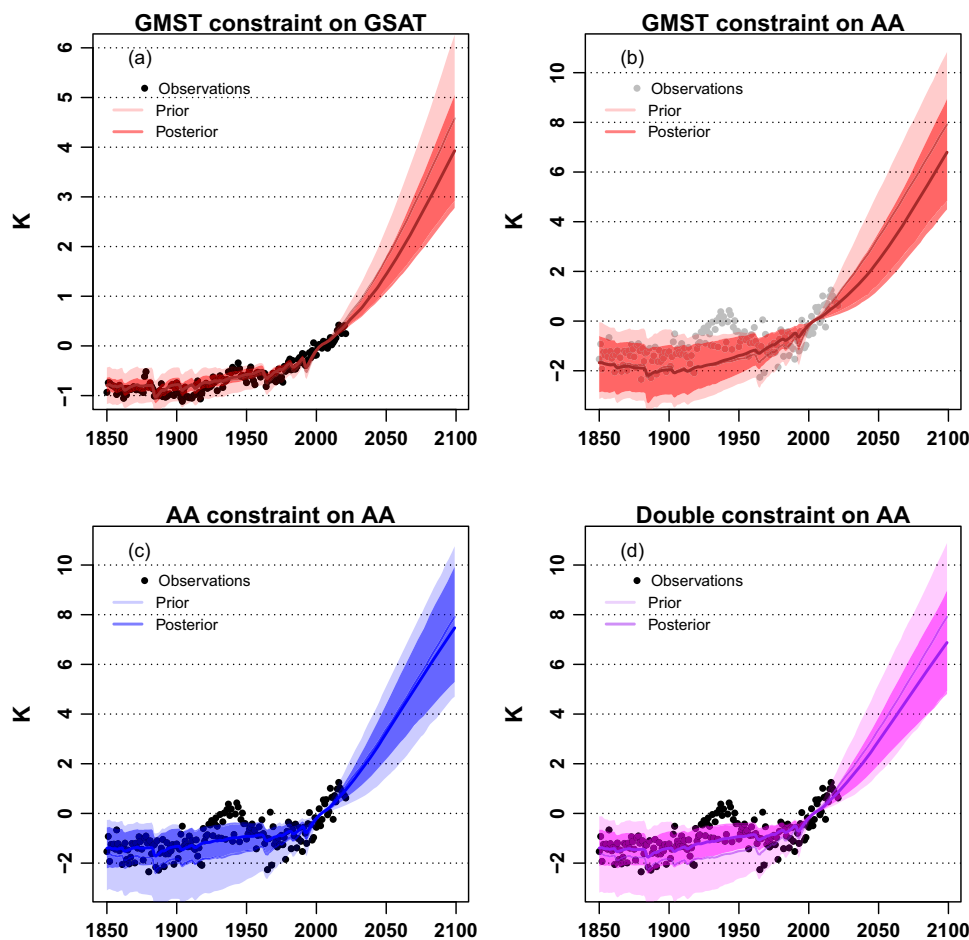 GMST constraint on GSAT
(a)
Observations
Prior
Posterior
K
6
5
4
3
2
1
0
−1
1850 1900 1950 2000 2050 2100
GMST constraint on AA
(b)
Observations
Prior
Posterior
K
10
8
6
4
2
0
−2
1850 1900 1950 2000 2050 2100
AA constraint on AA
(c)
Observations
Prior
Posterior
K
10
8
6
4
2
0
−2
1850 1900 1950 2000 2050 2100
Double constraint on AA
(d)
Observations
Prior
Posterior
K
10
8
6
4
2
0
−2
1850 1900 1950 2000 2050 2100